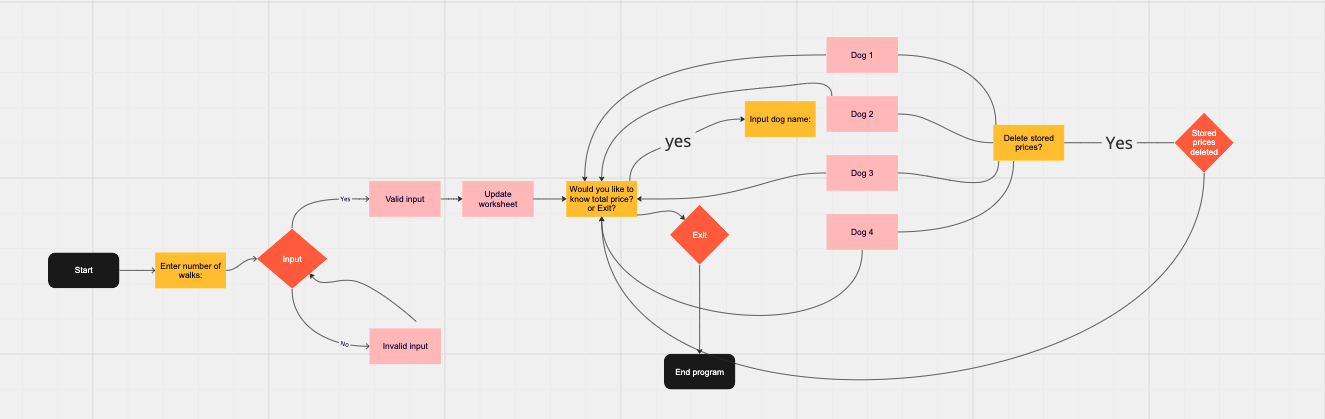 Start
Enter number of
walks:
Input
Yes
Valid input
No
Invalid input
Update
worksheet
Would you like to
know total price?
or Exit?
yes
Input dog name:
Exit
End program
Dog 1
Dog 2
Dog 3
Dog 4
Delete stored
prices?
Yes
Stored
prices
deleted